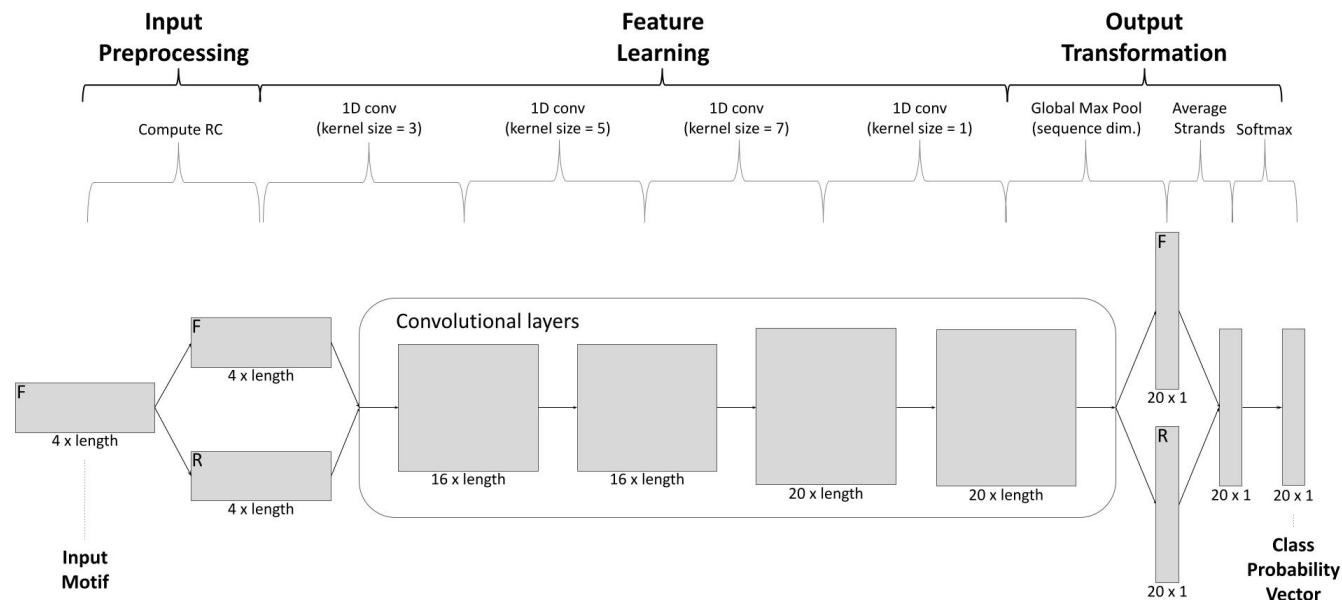 Input
Preprocessing
Feature
Learning
Output
Transformation
Compute RC
1D conv
(kernel size = 3)
1D conv
(kernel size = 5)
1D conv
(kernel size = 7)
1D conv
(kernel size = 1)
Global Max Pool
(sequence dim.)
Average
Strands
Softmax
F
4 x length
F
4 x length
R
4 x length
Convolutional layers
16 x length
16 x length
20 x length
20 x length
F
20 x 1
R
20 x 1
20 x 1
20 x 1
Input
Motif
Class
Probability
Vector